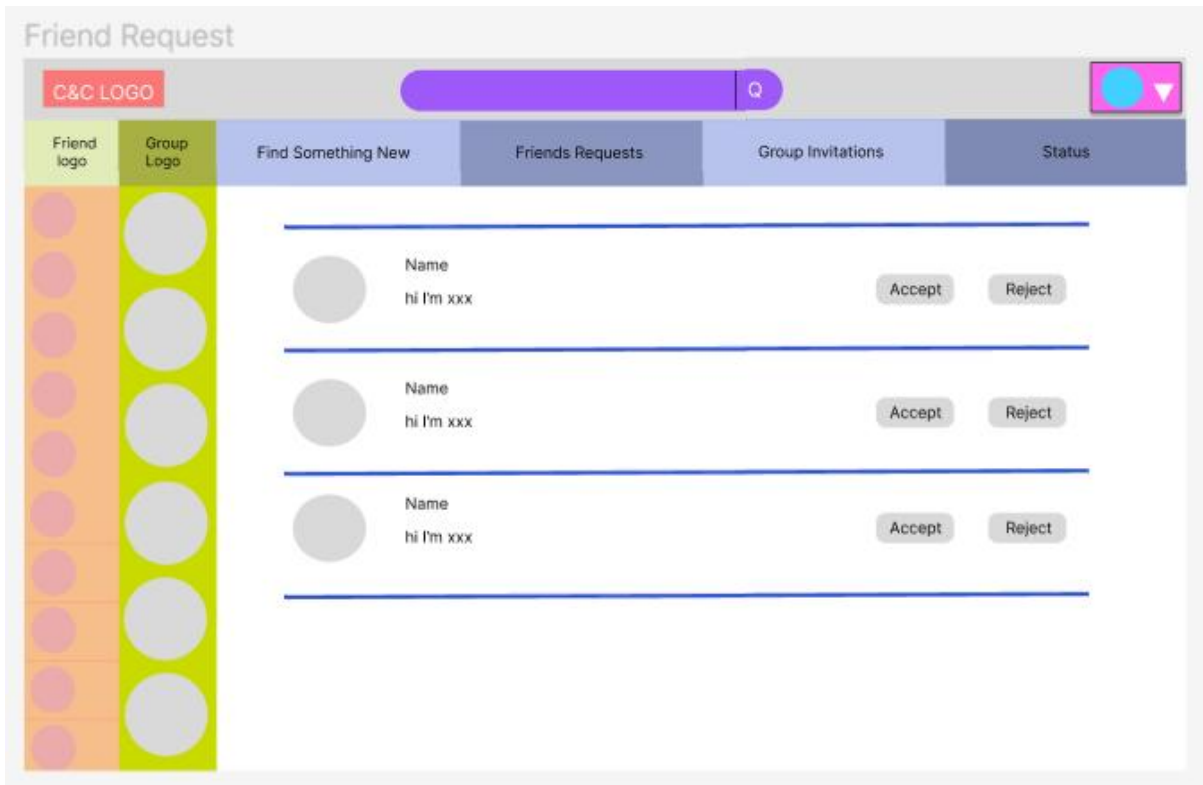 Friend Request
C&C LOGO
Q
Friend
logo
Group
Logo
Find Something New
Friends Requests
Group Invitations
Status
Name
hi I'm xxx
Accept
Reject
Name
hi I'm xxx
Accept
Reject
Name
hi I'm xxx
Accept
Reject